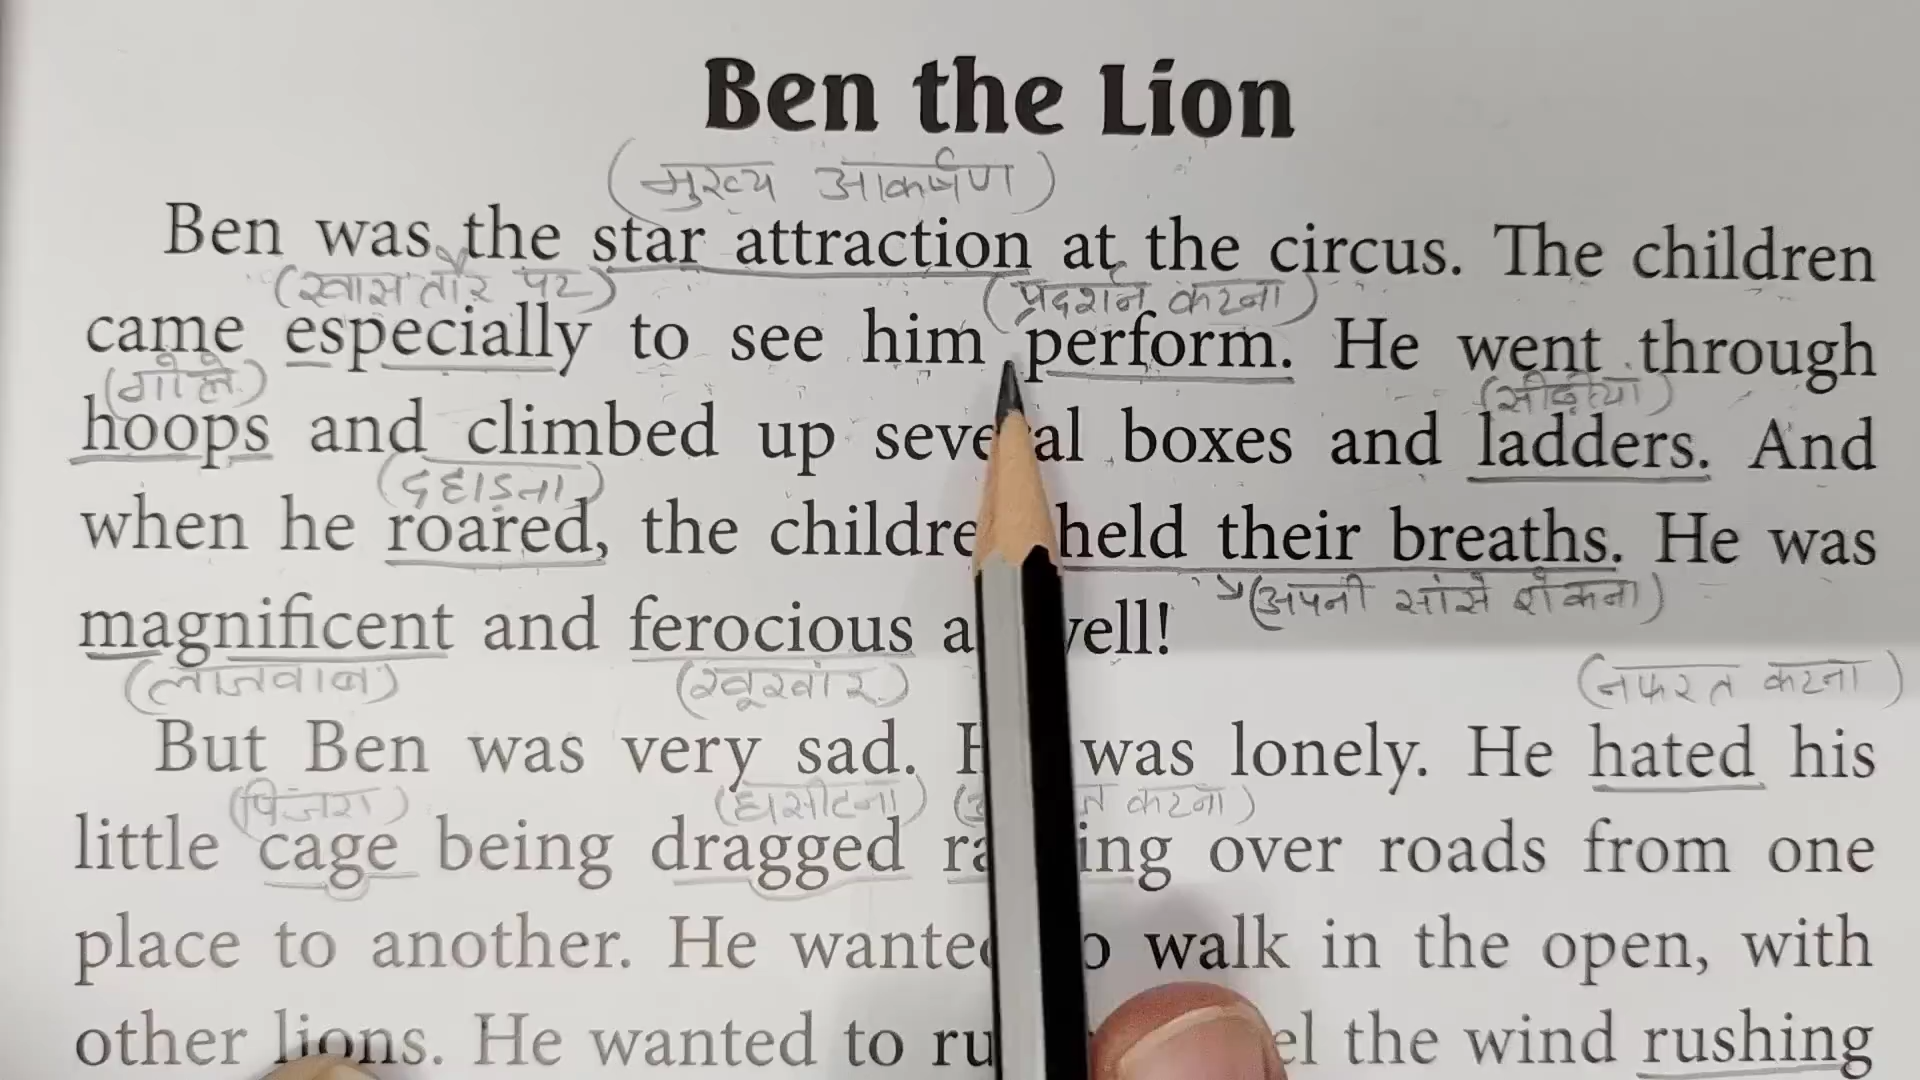 Ben the Lion
(मुख्य आकर्षण)
Ben was the star attraction at the circus. The children
(खास तौर पर) (प्रदर्शन करना)
came especially to see him perform. He went through
(गोले) (सीढ़ीया)
hoops and climbed up several boxes and ladders. And
(दहाडना)
when he roared, the childre held their breaths. He was
(अपनी सांसे रोकना)
magnificent and ferocious a well!
(लाजवाब) (खूखार) (नफरत करना)
But Ben was very sad. H was lonely. He hated his
(पिंजरा) (घसीटना) करना)
little cage being dragged ra ing over roads from one
place to another. He wanted o walk in the open, with
other lions. He wanted to ru el the wind rushing